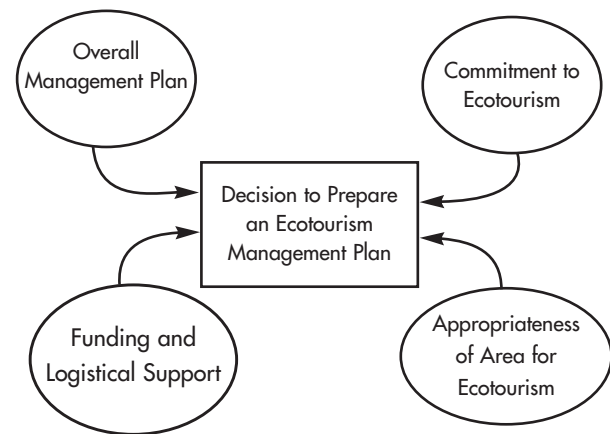 Overall
Management Plan
Commitment to
Ecotourism
Decision to Prepare
an Ecotourism
Management Plan
Funding and
Logistical Support
Appropriateness
of Area for
Ecotourism